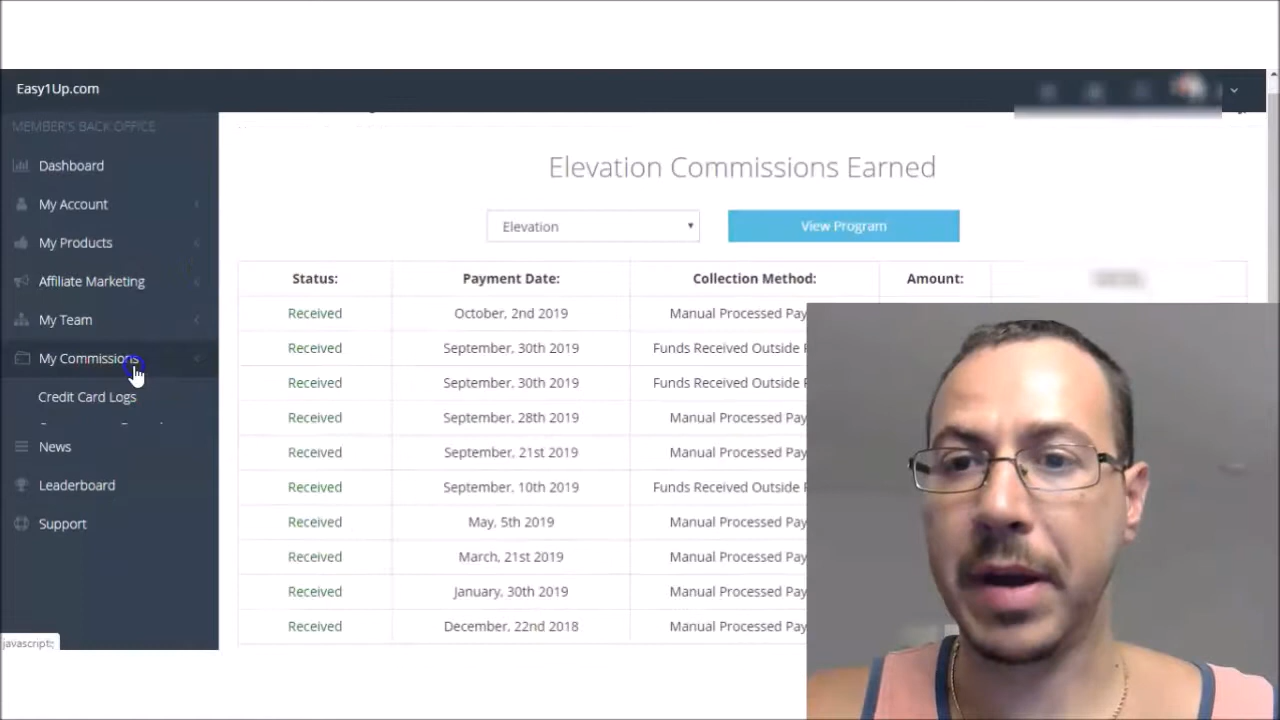 Easy1Up.com
MEMBER'S BACK OFFICE
Dashboard
My Account
My Products
Affiliate Marketing
My Team
My Commissions
Credit Card Logs
News
Leaderboard
Support
javascript:;
Elevation Commissions Earned
Elevation
View Program
Status: Payment Date: Collection Method: Amount:
Received October, 2nd 2019 Manual Processed Pay
Received September, 30th 2019 Funds Received Outside
Received September, 30th 2019 Funds Received Outside
Received September, 28th 2019 Manual Processed Pay
Received September, 21st 2019 Manual Processed Pay
Received September, 10th 2019 Funds Received Outside
Received May, 5th 2019 Manual Processed Pay
Received March, 21st 2019 Manual Processed Pay
Received January, 30th 2019 Manual Processed Pay
Received December, 22nd 2018 Manual Processed Pay